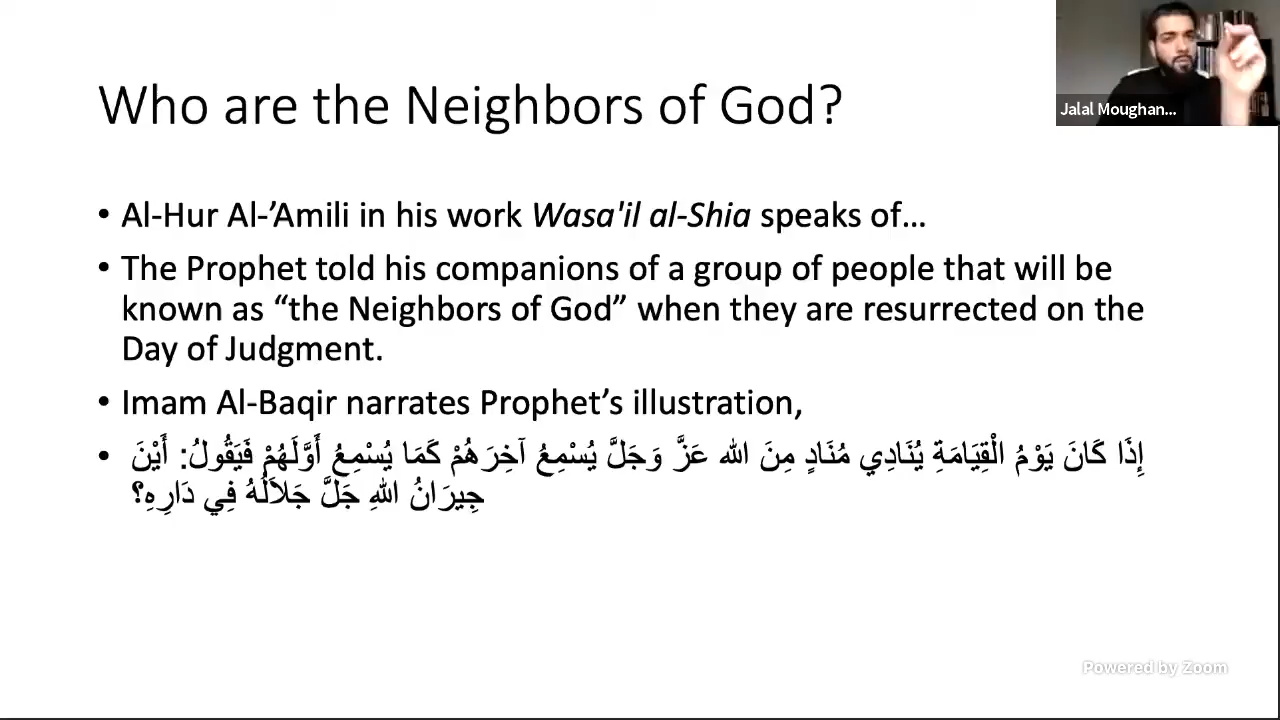 Who are the Neighbors of God?
Jalal Moughan...
• Al-Hur Al-’Amili in his work Wasa'il al-Shia speaks of…
• The Prophet told his companions of a group of people that will be
known as “the Neighbors of God” when they are resurrected on the
Day of Judgment.
• Imam Al-Baqir narrates Prophet’s illustration,
• إِذَا كَانَ يَوْمُ الْقِيَامَةِ يُنَادِي مُنَادٍ مِنَ الله عَزَّ وَجَلَّ يُسْمِعُ آخِرَهُمْ كَمَا يُسْمِعُ أَوَّلَهُمْ فَيَقُولُ: أَيْنَ
جِيرَانُ اللهِ جَلَّ جَلاَلُهُ فِي دَارِهِ؟
Powered by Zoom